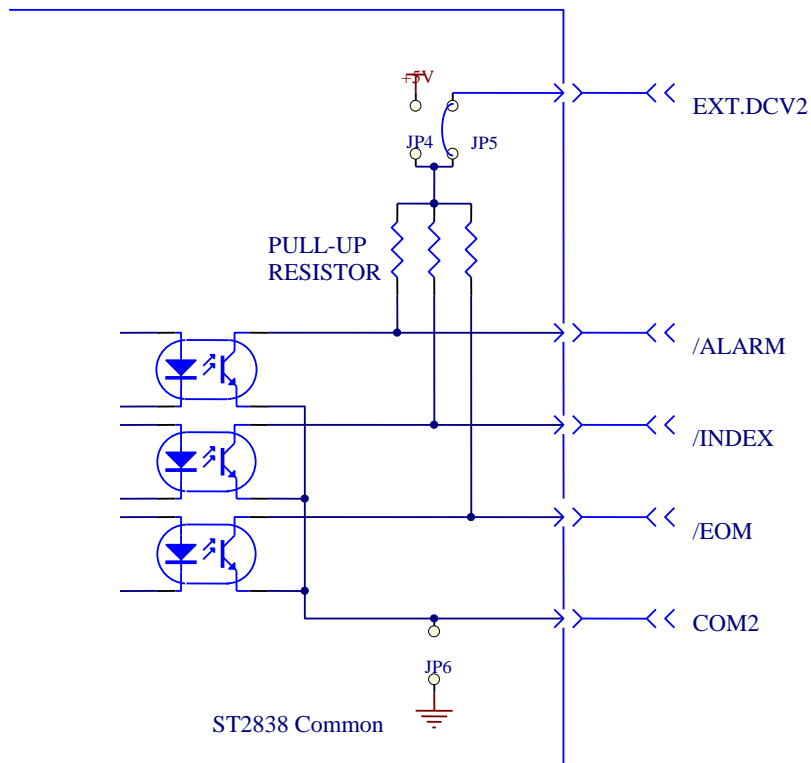 +5V
EXT.DCV2
JP4
JP5
PULL-UP
RESISTOR
/ALARM
/INDEX
/EOM
COM2
JP6
ST2838 Common